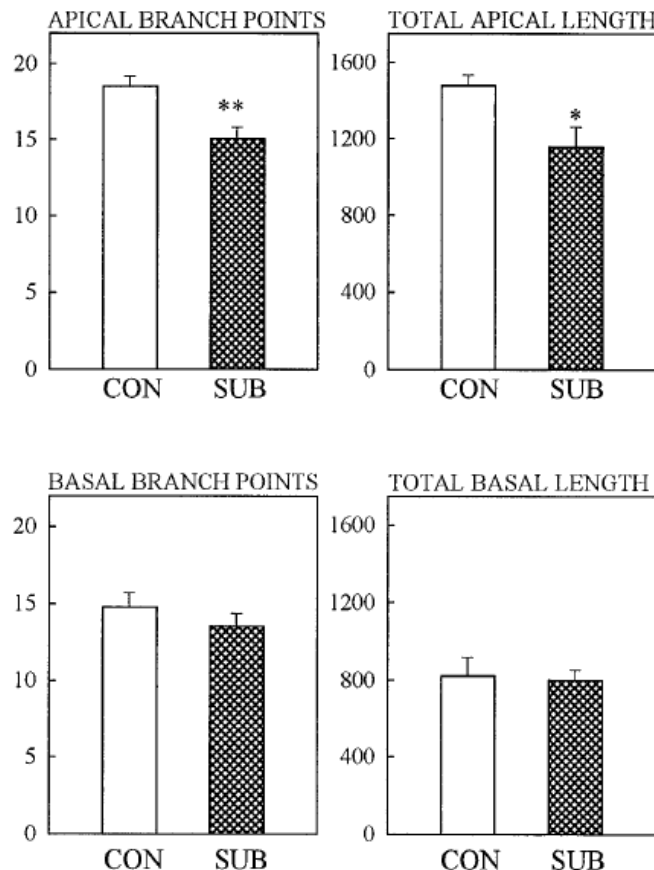 APICAL BRANCH POINTS
20
15
10
5
0
**
CON SUB
TOTAL APICAL LENGTH
1600
1200
800
400
0
*
CON SUB
BASAL BRANCH POINTS
20
15
10
5
0
CON SUB
TOTAL BASAL LENGTH
1600
1200
800
400
0
CON SUB